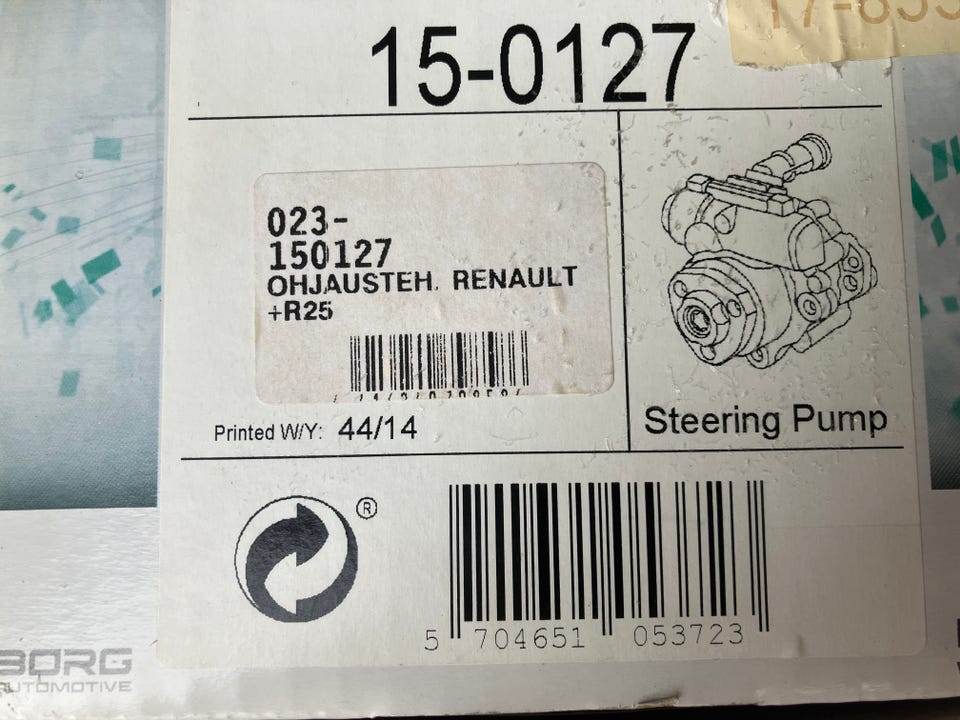 15-0127
023-
150127
OHJAUSTEH. RENAULT
+R25
Printed W/Y: 44/14
Steering Pump
®
5 704651 053723
BORG
AUTOMOTIVE